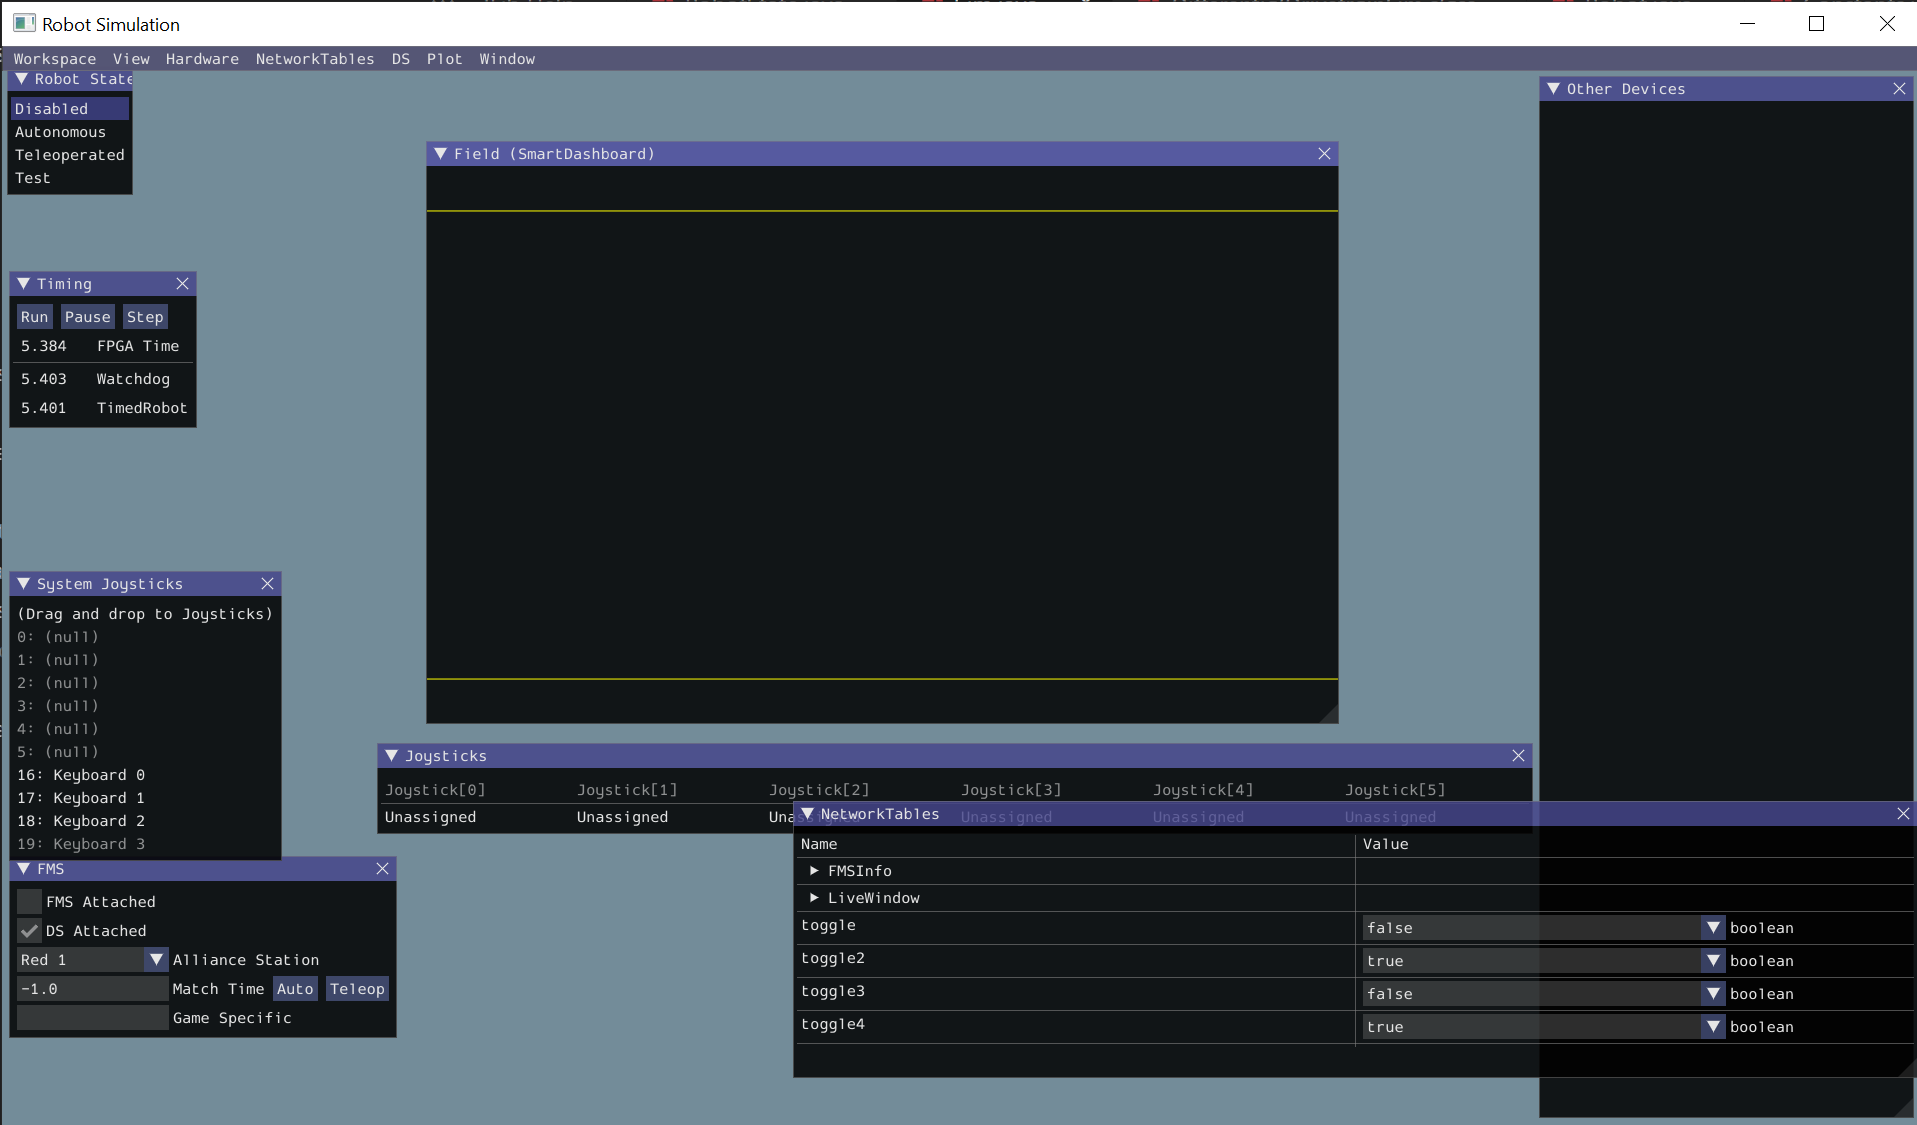 Robot Simulation
Workspace View Hardware NetworkTables DS Plot Window
Robot State
Disabled
Autonomous
Teleoperated
Test
Timing
Run Pause Step
5.384 FPGA Time
5.403 Watchdog
5.401 TimedRobot
System Joysticks
(Drag and drop to Joysticks)
0: (null)
1: (null)
2: (null)
3: (null)
4: (null)
5: (null)
16: Keyboard 0
17: Keyboard 1
18: Keyboard 2
19: Keyboard 3
FMS
FMS Attached
DS Attached
Red 1 Alliance Station
-1.0 Match Time Auto Teleop
Game Specific
Field (SmartDashboard)
Joysticks
Joystick[0] Joystick[1] Joystick[2] Joystick[3] Joystick[4] Joystick[5]
Unassigned Unassigned Unassigned Unassigned Unassigned Unassigned
NetworkTables
Name Value
FMSInfo
LiveWindow
toggle false boolean
toggle2 true boolean
toggle3 false boolean
toggle4 true boolean
Other Devices